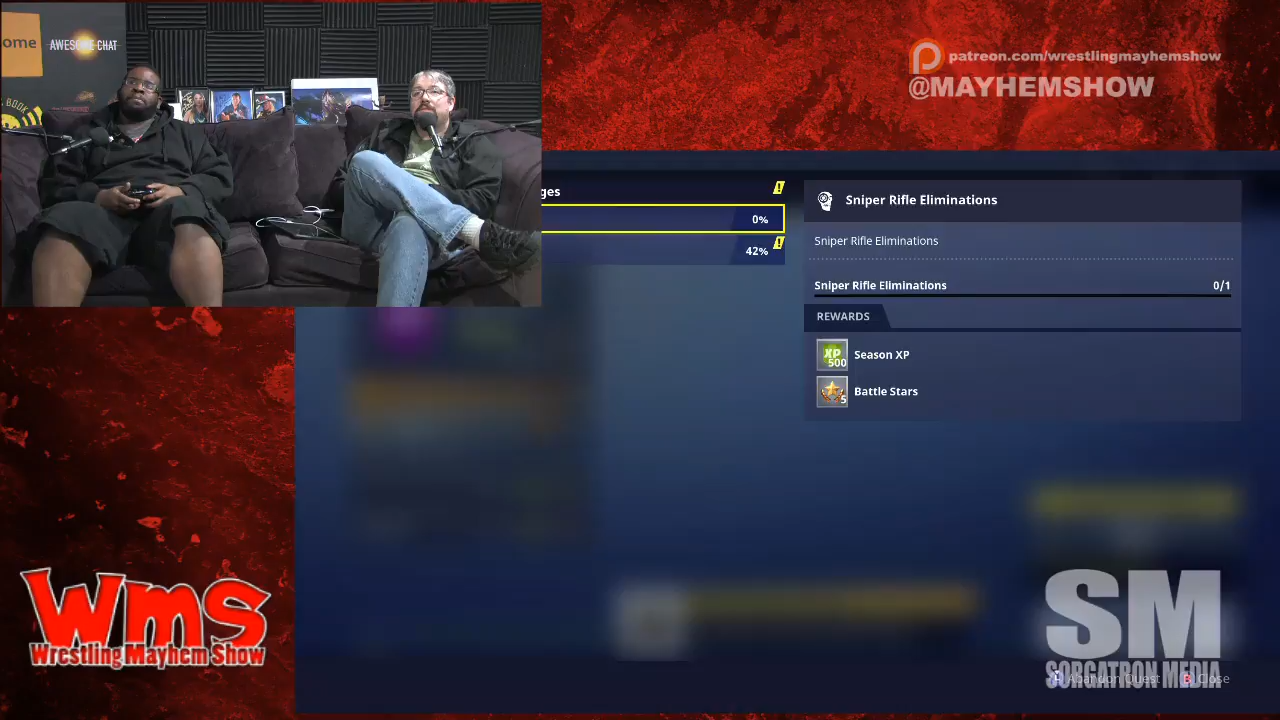 ome
AWESOME CHAT
BOOK
patreon.com/wrestlingmayhemshow
@MAYHEMSHOW
ges
0%
42%
Sniper Rifle Eliminations
Sniper Rifle Eliminations
Sniper Rifle Eliminations 0/1
REWARDS
XP
500
Season XP
5
Battle Stars
Wms
Wrestling Mayhem Show
SM
SORGATRON MEDIA
Abandon Quest
B Close